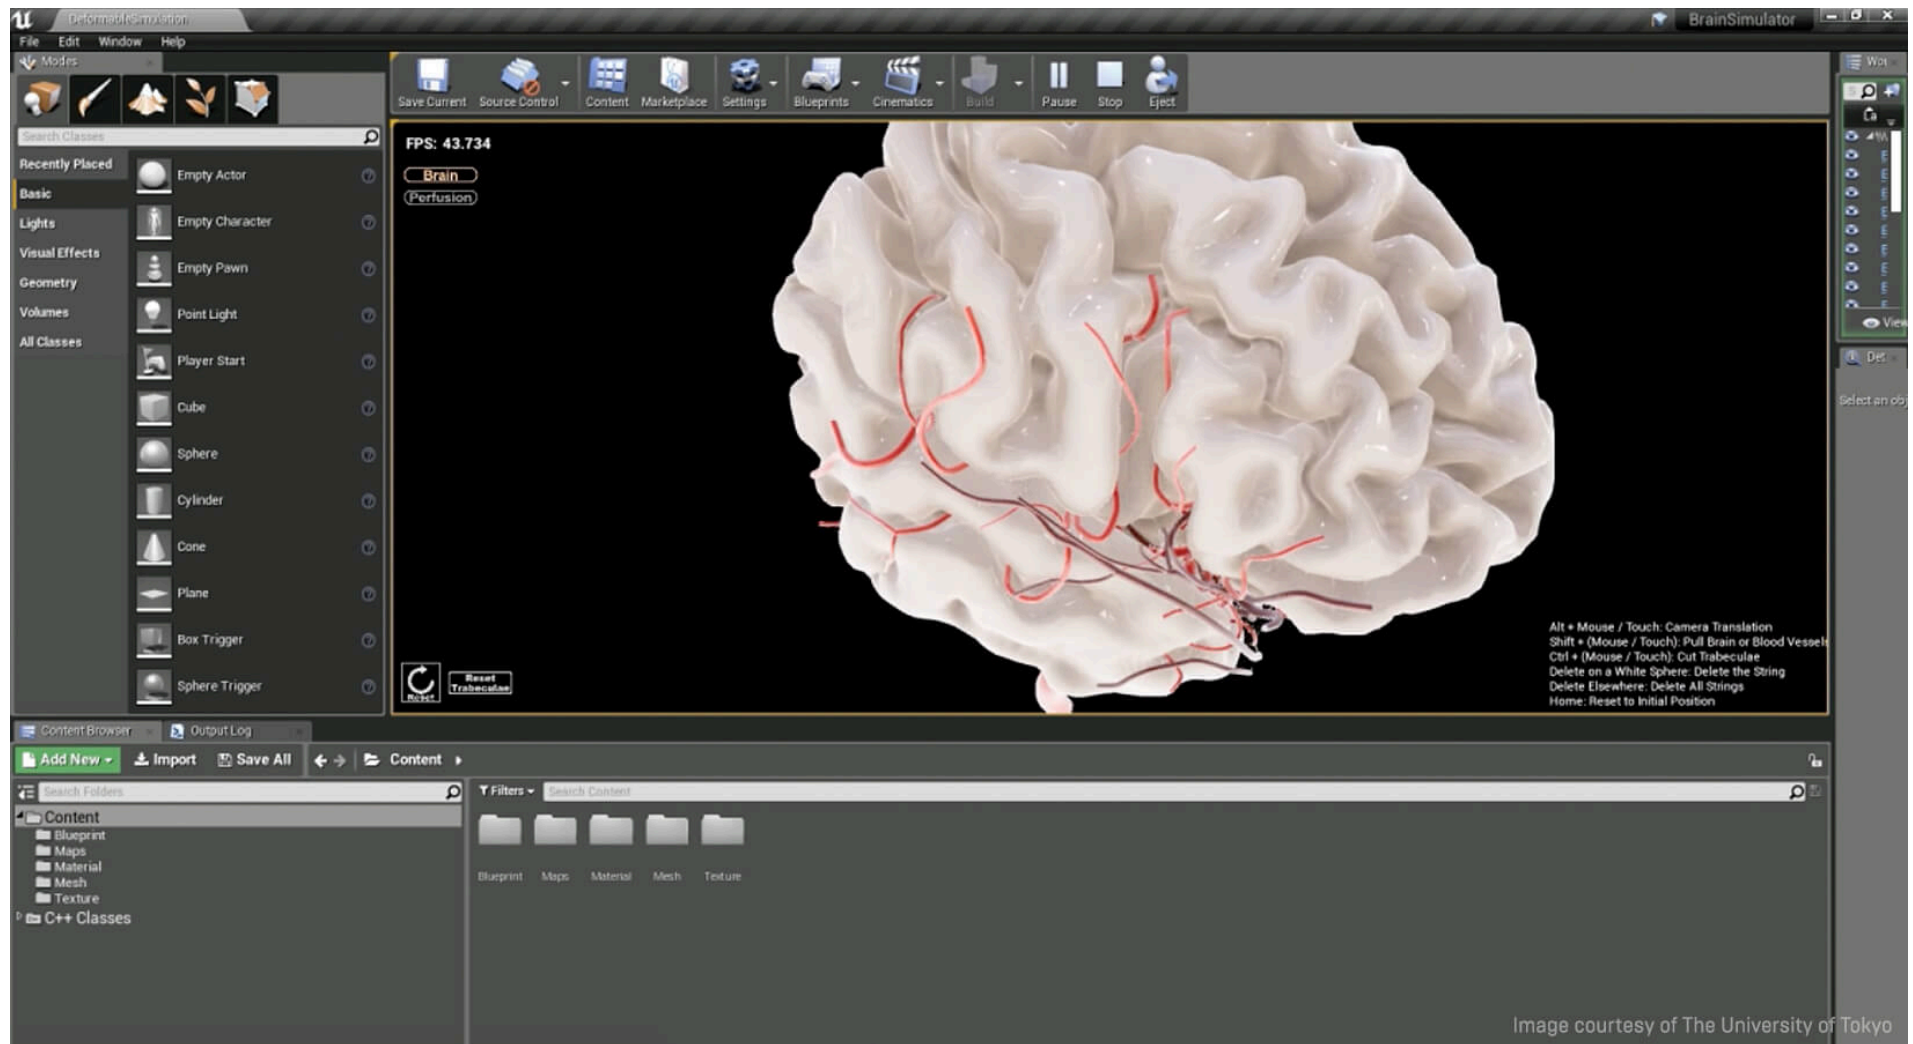 DeformableSimulation
BrainSimulator
File Edit Window Help
Modes
Save Current Source Control Content Marketplace Settings Blueprints Cinematics Build Pause Stop Eject
Search Classes
Recently Placed
Basic
Lights
Visual Effects
Geometry
Volumes
All Classes
Empty Actor
Empty Character
Empty Pawn
Point Light
Player Start
Cube
Sphere
Cylinder
Cone
Plane
Box Trigger
Sphere Trigger
FPS: 43.734
Brain
Perfusion
Reset
Reset
Trabeculae
Alt + Mouse / Touch: Camera Translation
Shift + (Mouse / Touch): Pull Brain or Blood Vessels
Ctrl + (Mouse / Touch): Cut Trabeculae
Delete on a White Sphere: Delete the String
Delete Elsewhere: Delete All Strings
Home: Reset to Initial Position
View
Det
Select an obj
Content Browser Output Log
Add New Import Save All Content
Search Folders
Content
Blueprint
Maps
Material
Mesh
Texture
C++ Classes
Filters Search Content
Blueprint Maps Material Mesh Texture
Image courtesy of The University of Tokyo